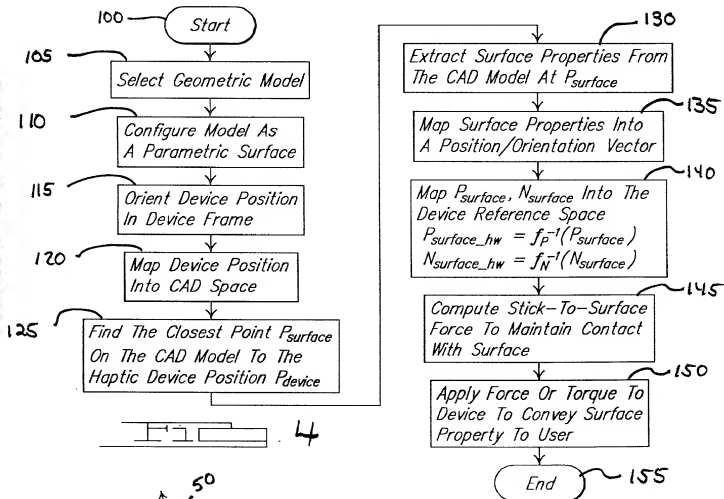 100
Start
105
Select Geometric Model
110
Configure Model As
A Parametric Surface
115
Orient Device Position
In Device Frame
120
Map Device Position
Into CAD Space
125
Find The Closest Point P_surface
On The CAD Model To The
Haptic Device Position P_device
4
50
130
Extract Surface Properties From
The CAD Model At P_surface
135
Map Surface Properties Into
A Position/Orientation Vector
140
Map P_surface, N_surface Into The
Device Reference Space
P_surface_hw = f_P^-1(P_surface)
N_surface_hw = f_N^-1(N_surface)
145
Compute Stick-To-Surface
Force To Maintain Contact
With Surface
150
Apply Force Or Torque To
Device To Convey Surface
Property To User
End
155